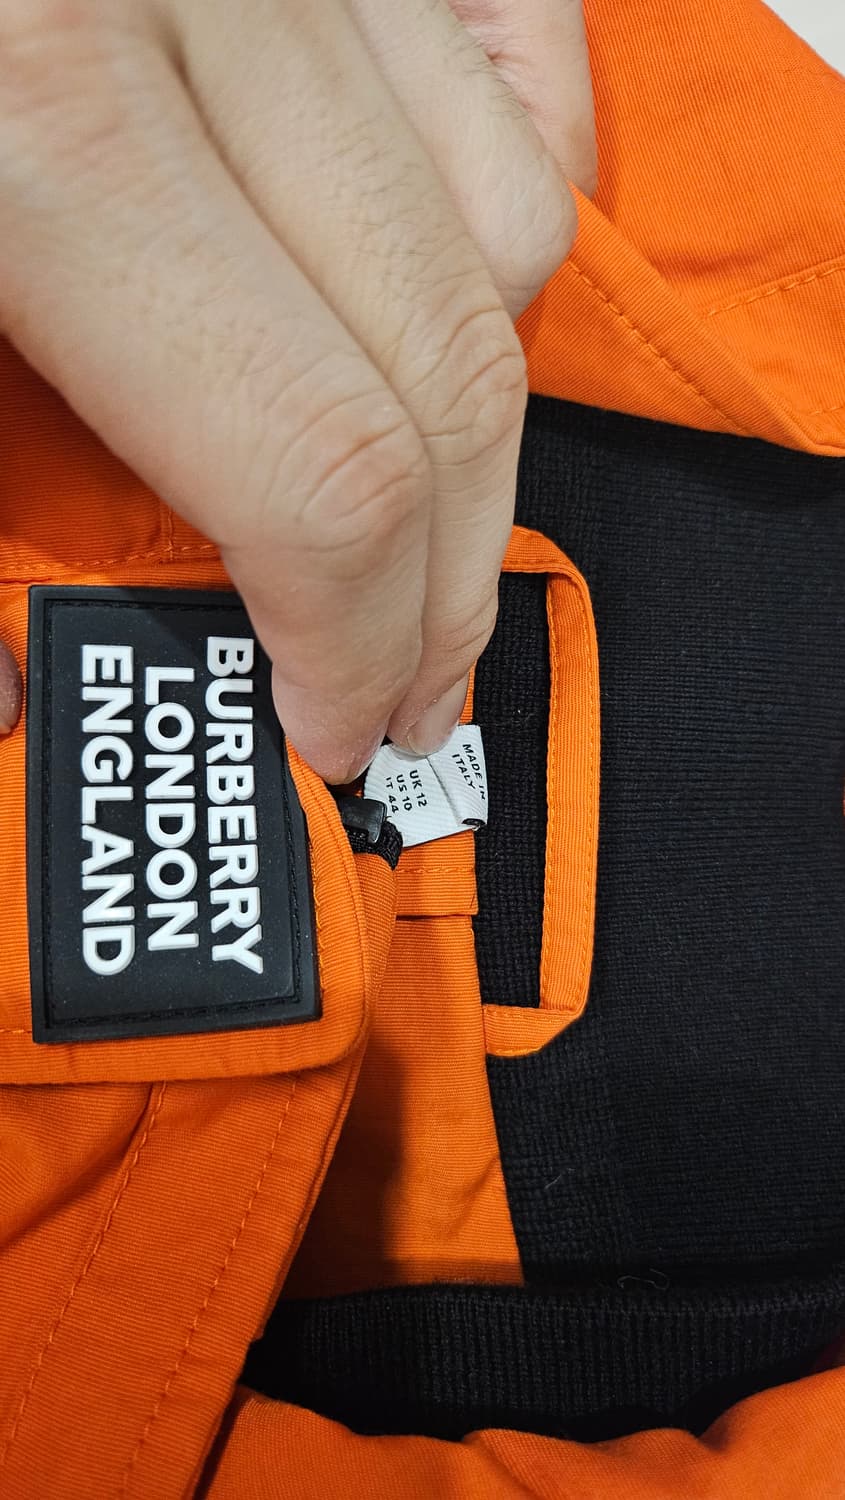 BURBERRY
LONDON
ENGLAND
MADE IN
ITALY
UK 12
US 10
IT 44